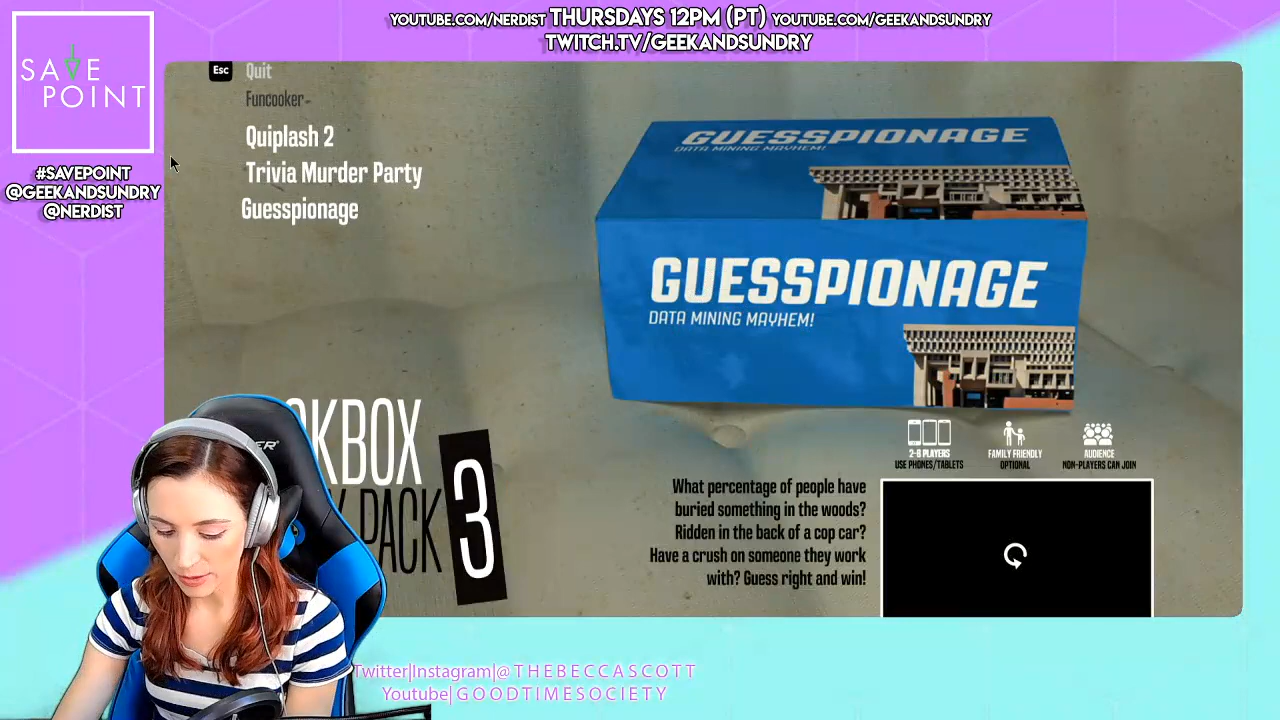 YOUTUBE.COM/NERDIST THURSDAYS 12PM (PT) YOUTUBE.COM/GEEKANDSUNDRY
TWITCH.TV/GEEKANDSUNDRY
SAVE
POINT
#SAVEPOINT
@GEEKANDSUNDRY
@NERDIST
Esc Quit
Funcooker
Quiplash 2
Trivia Murder Party
Guesspionage
GUESSPIONAGE
DATA MINING MAYHEM!
GUESSPIONAGE
DATA MINING MAYHEM!
2-8 PLAYERS
USE PHONES/TABLETS
FAMILY FRIENDLY
OPTIONAL
AUDIENCE
NON-PLAYERS CAN JOIN
What percentage of people have
buried something in the woods?
Ridden in the back of a cop car?
Have a crush on someone they work
with? Guess right and win!
KBOX
PACK 3
Twitter|Instagram|@THEBECCASCOTT
Youtube|GOODTIMESOCIETY